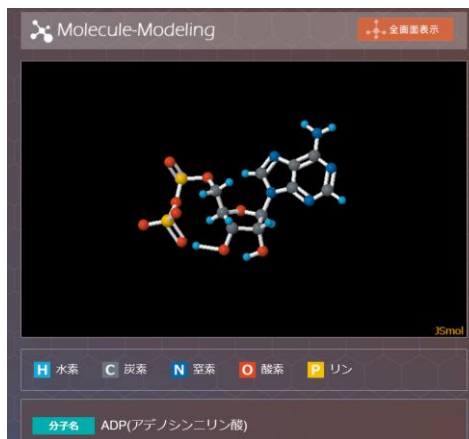 Molecule-Modeling
全画面表示
JSmol
H 水素 C 炭素 N 窒素 O 酸素 P リン
分子名 ADP(アデノシン二リン酸)